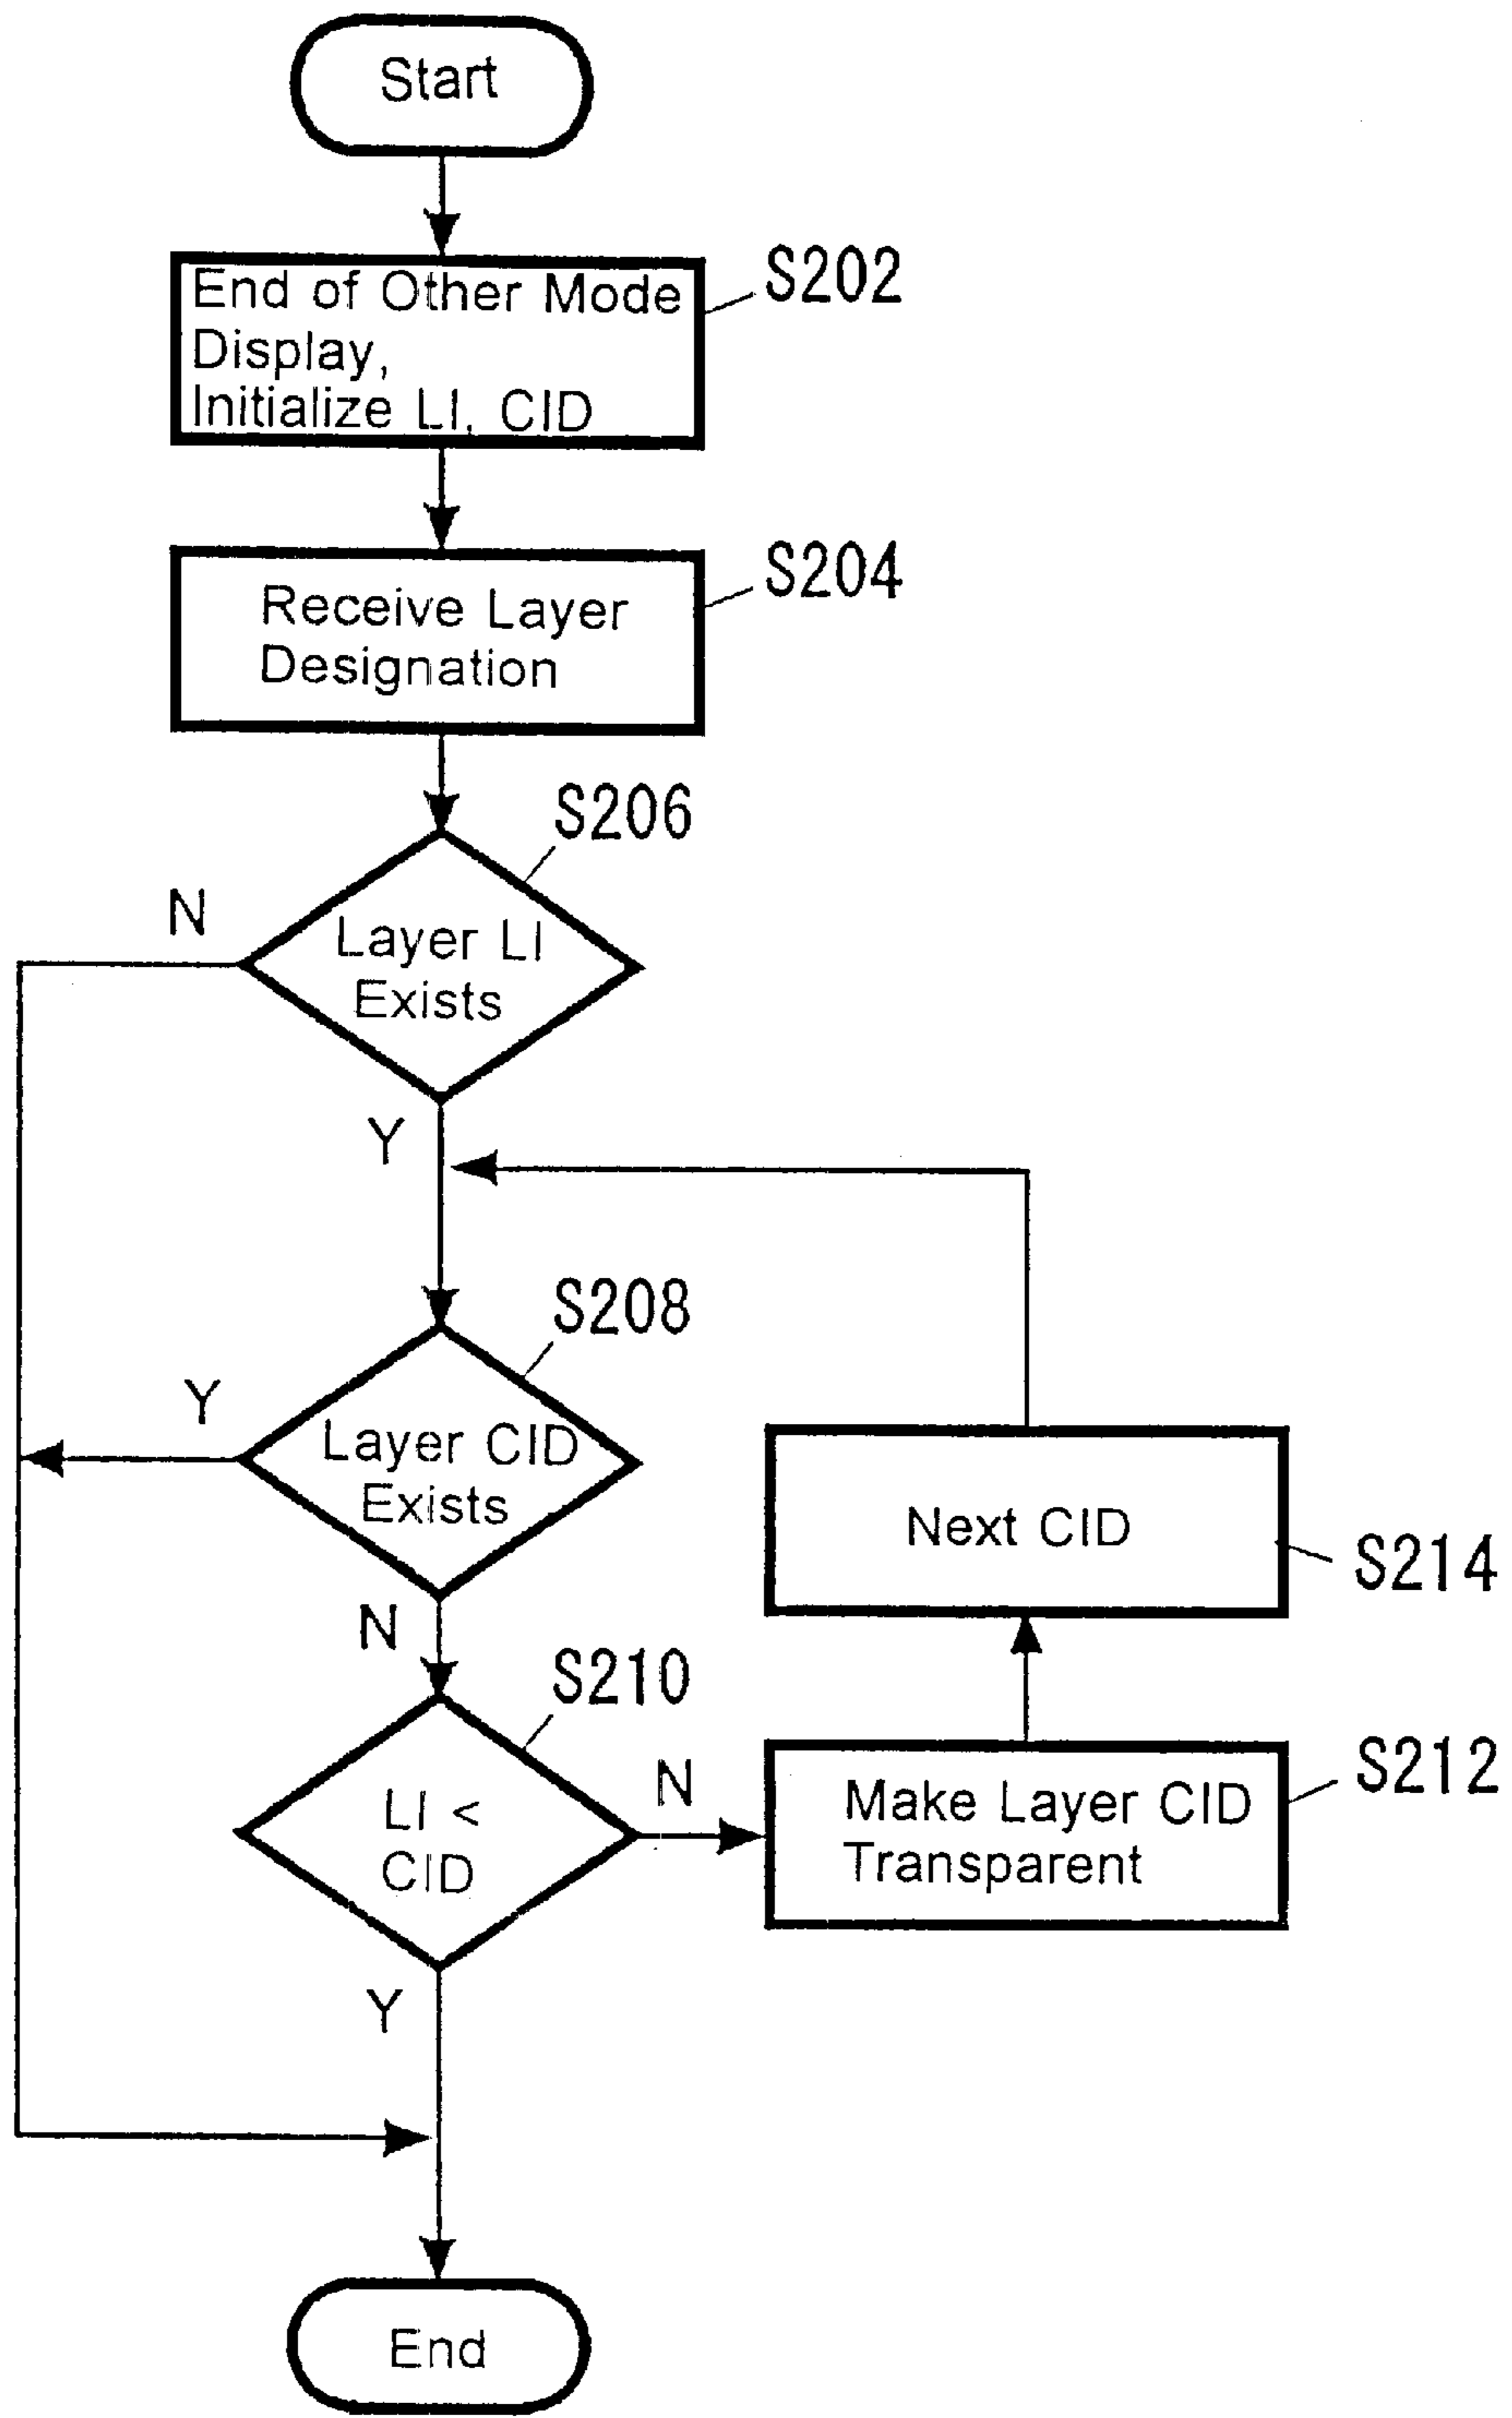 Start
End of Other Mode
Display,
Initialize LI, CID
S202
Receive Layer
Designation
S204
S206
N
Layer LI
Exists
Y
S208
Y
Layer CID
Exists
N
Next CID
S214
S210
LI <
CID
N
Make Layer CID
Transparent
S212
Y
End